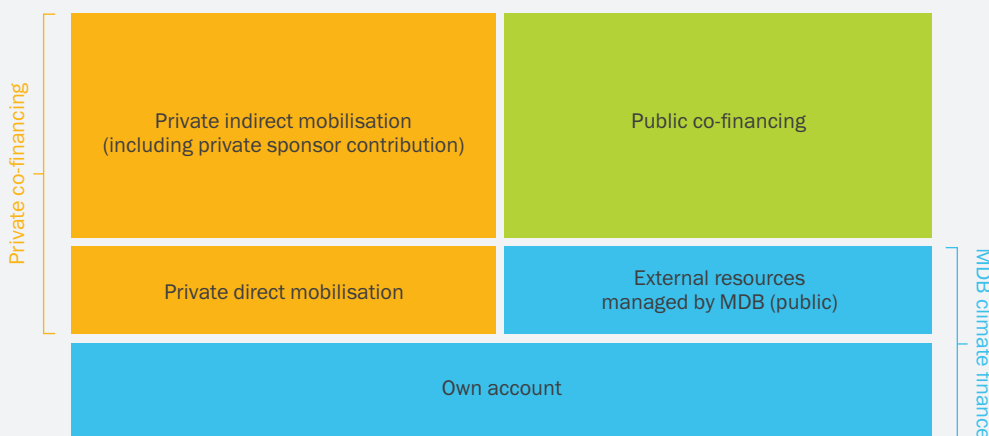 Private co-financing
Private indirect mobilisation
(including private sponsor contribution)
Public co-financing
Private direct mobilisation
External resources
managed by MDB (public)
MDB climate finance
Own account